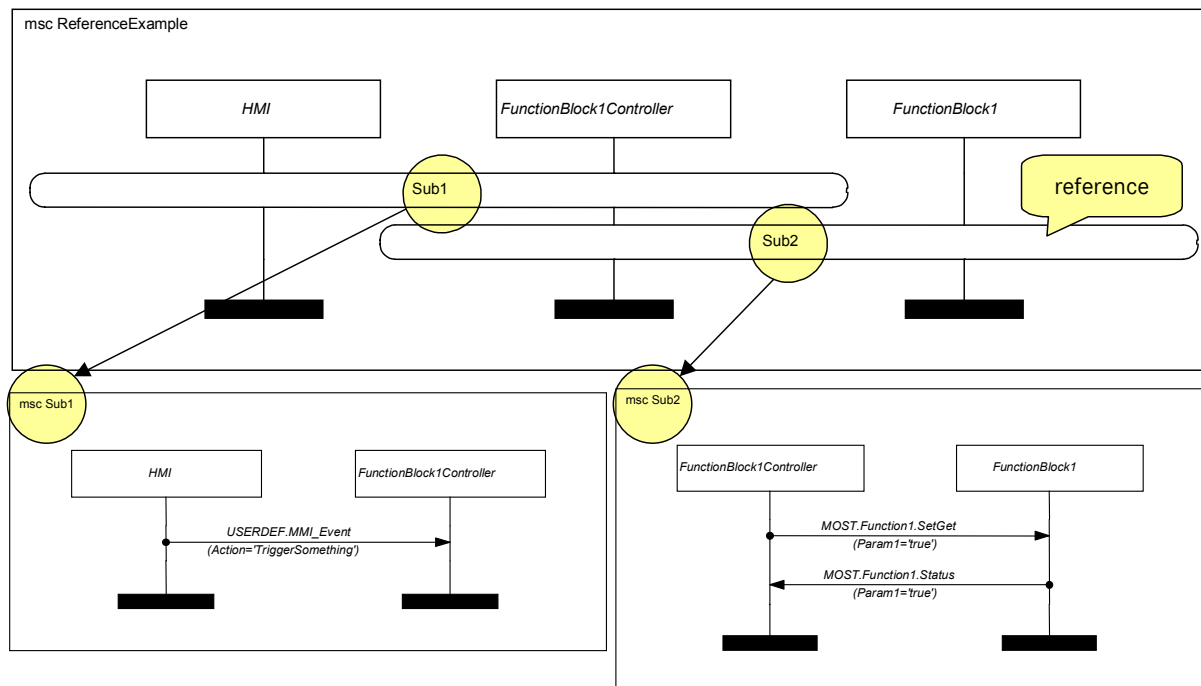 msc ReferenceExample
HMI
FunctionBlock1Controller
FunctionBlock1
Sub1
reference
Sub2
msc Sub1
HMI
FunctionBlock1Controller
USERDEF.MMI_Event
(Action='TriggerSomething')
msc Sub2
FunctionBlock1Controller
FunctionBlock1
MOST.Function1.SetGet
(Param1='true')
MOST.Function1.Status
(Param1='true')